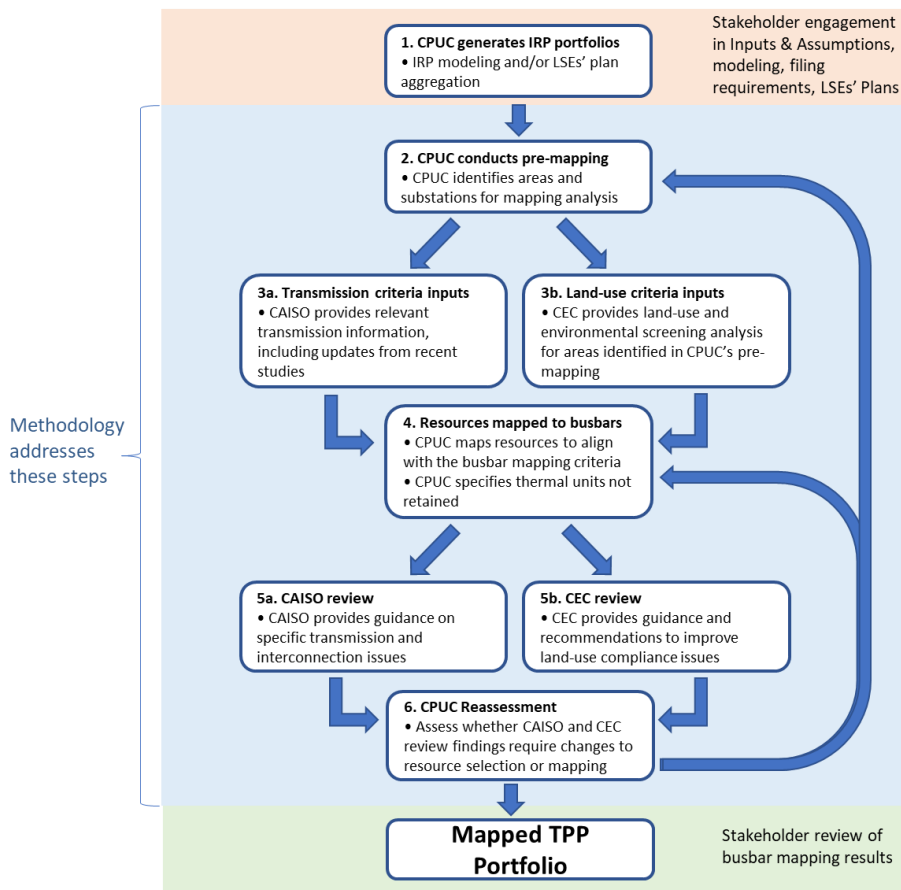 Stakeholder engagement
in Inputs & Assumptions,
modeling, filing
requirements, LSEs’ Plans
1. CPUC generates IRP portfolios
• IRP modeling and/or LSEs’ plan
aggregation
2. CPUC conducts pre-mapping
• CPUC identifies areas and
substations for mapping analysis
3a. Transmission criteria inputs
• CAISO provides relevant
transmission information,
including updates from recent
studies
3b. Land-use criteria inputs
• CEC provides land-use and
environmental screening analysis
for areas identified in CPUC’s pre-
mapping
Methodology
addresses
these steps
4. Resources mapped to busbars
• CPUC maps resources to align
with the busbar mapping criteria
• CPUC specifies thermal units not
retained
5a. CAISO review
• CAISO provides guidance on
specific transmission and
interconnection issues
5b. CEC review
• CEC provides guidance and
recommendations to improve
land-use compliance issues
6. CPUC Reassessment
• Assess whether CAISO and CEC
review findings require changes to
resource selection or mapping
Mapped TPP
Portfolio
Stakeholder review of
busbar mapping results